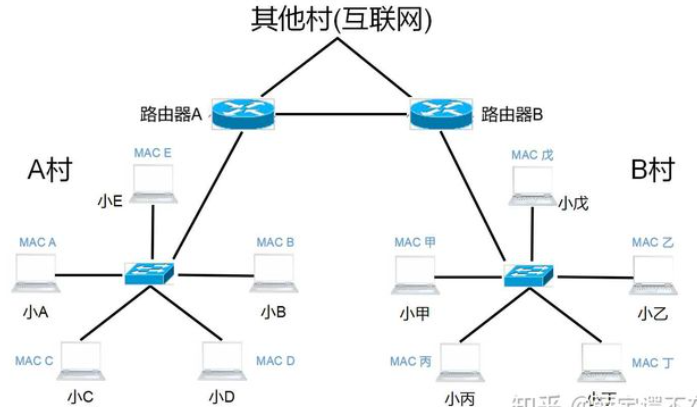 其他村(互联网)
路由器A
路由器B
A村
MAC E
小E
MAC A
小A
MAC B
小B
MAC C
小C
MAC D
小D
B村
MAC 戊
小戊
MAC 甲
小甲
MAC 乙
小乙
MAC 丙
小丙
MAC 丁
小丁
知乎